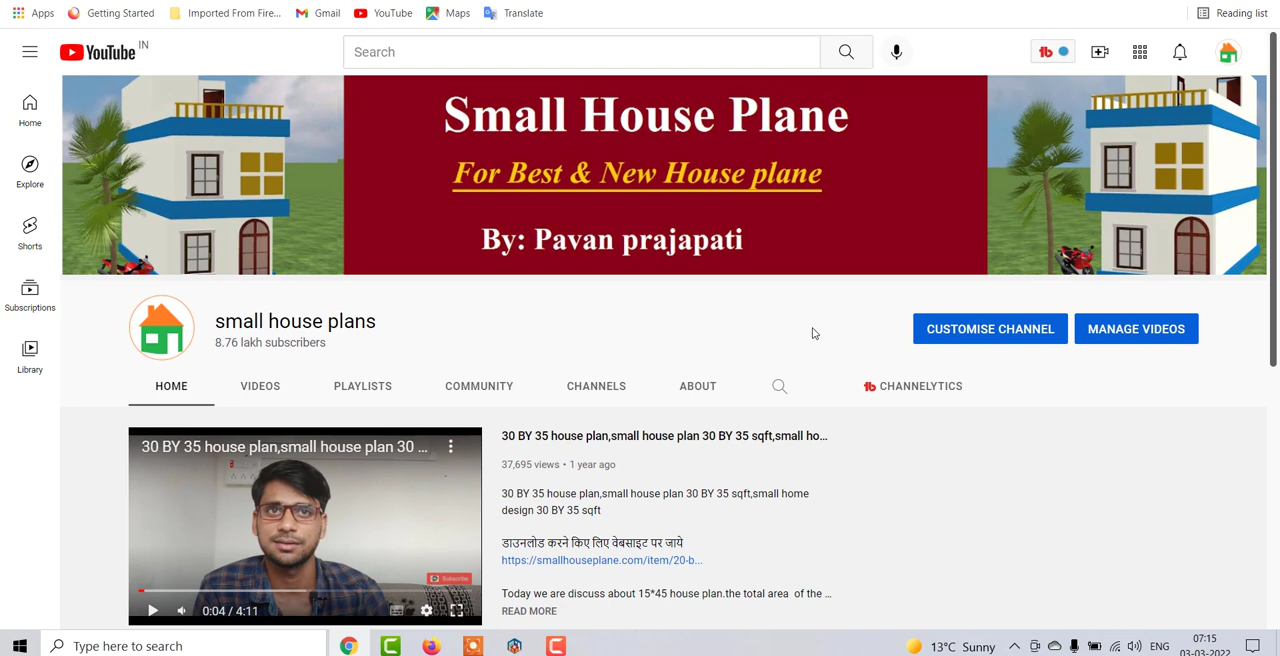 Apps Getting Started Imported From Fire... Gmail YouTube Maps Translate Reading list
YouTube IN Search
Home
Explore
Shorts
Subscriptions
Library
Small House Plane
For Best & New House plane
By: Pavan prajapati
small house plans
8.76 lakh subscribers
CUSTOMISE CHANNEL MANAGE VIDEOS
HOME VIDEOS PLAYLISTS COMMUNITY CHANNELS ABOUT CHANNELYTICS
30 BY 35 house plan,small house plan 30 ...
Subscribe
0:04 / 4:11
30 BY 35 house plan,small house plan 30 BY 35 sqft,small ho...
37,695 views • 1 year ago
30 BY 35 house plan,small house plan 30 BY 35 sqft,small home
design 30 BY 35 sqft
डाउनलोड करने किए लिए वेबसाइट पर जाये
https://smallhouseplane.com/item/20-b...
Today we are discuss about 15*45 house plan.the total area of the ...
READ MORE
Type here to search 13°C Sunny ENG 07:15
03-03-2022